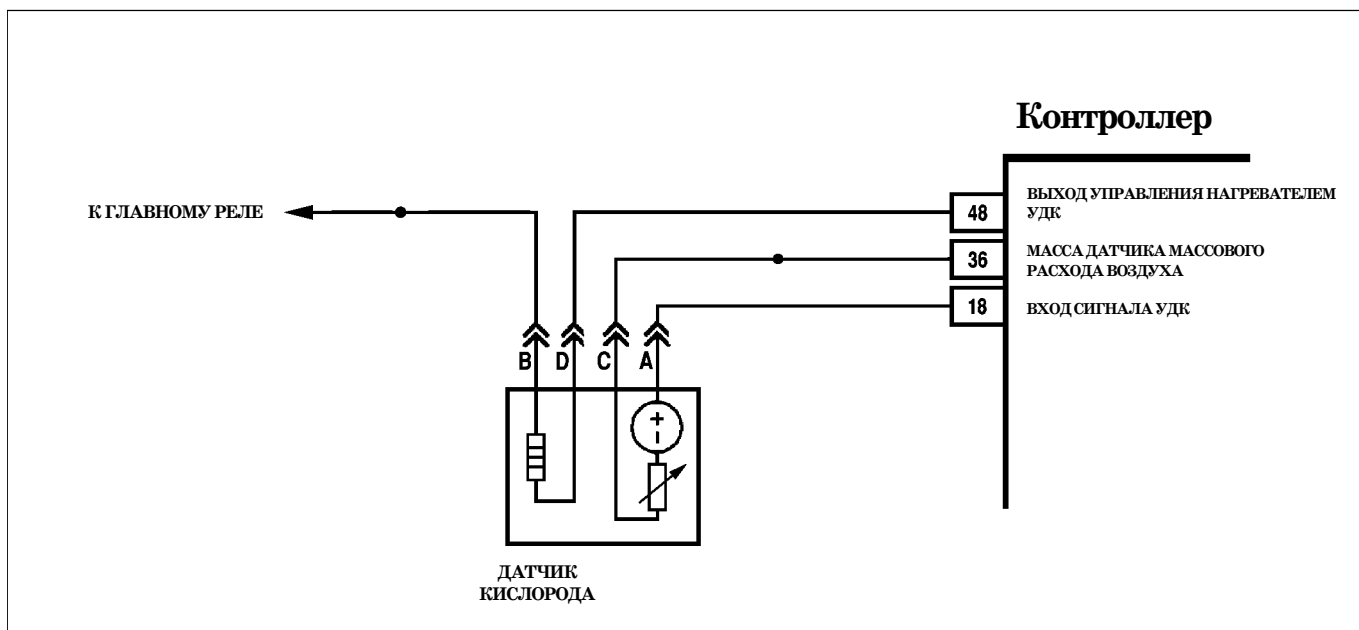 Контроллер
К ГЛАВНОМУ РЕЛЕ
48
ВЫХОД УПРАВЛЕНИЯ НАГРЕВАТЕЛЕМ
УДК
36
МАССА ДАТЧИКА МАССОВОГО
РАСХОДА ВОЗДУХА
18
ВХОД СИГНАЛА УДК
B D C A
ДАТЧИК
КИСЛОРОДА